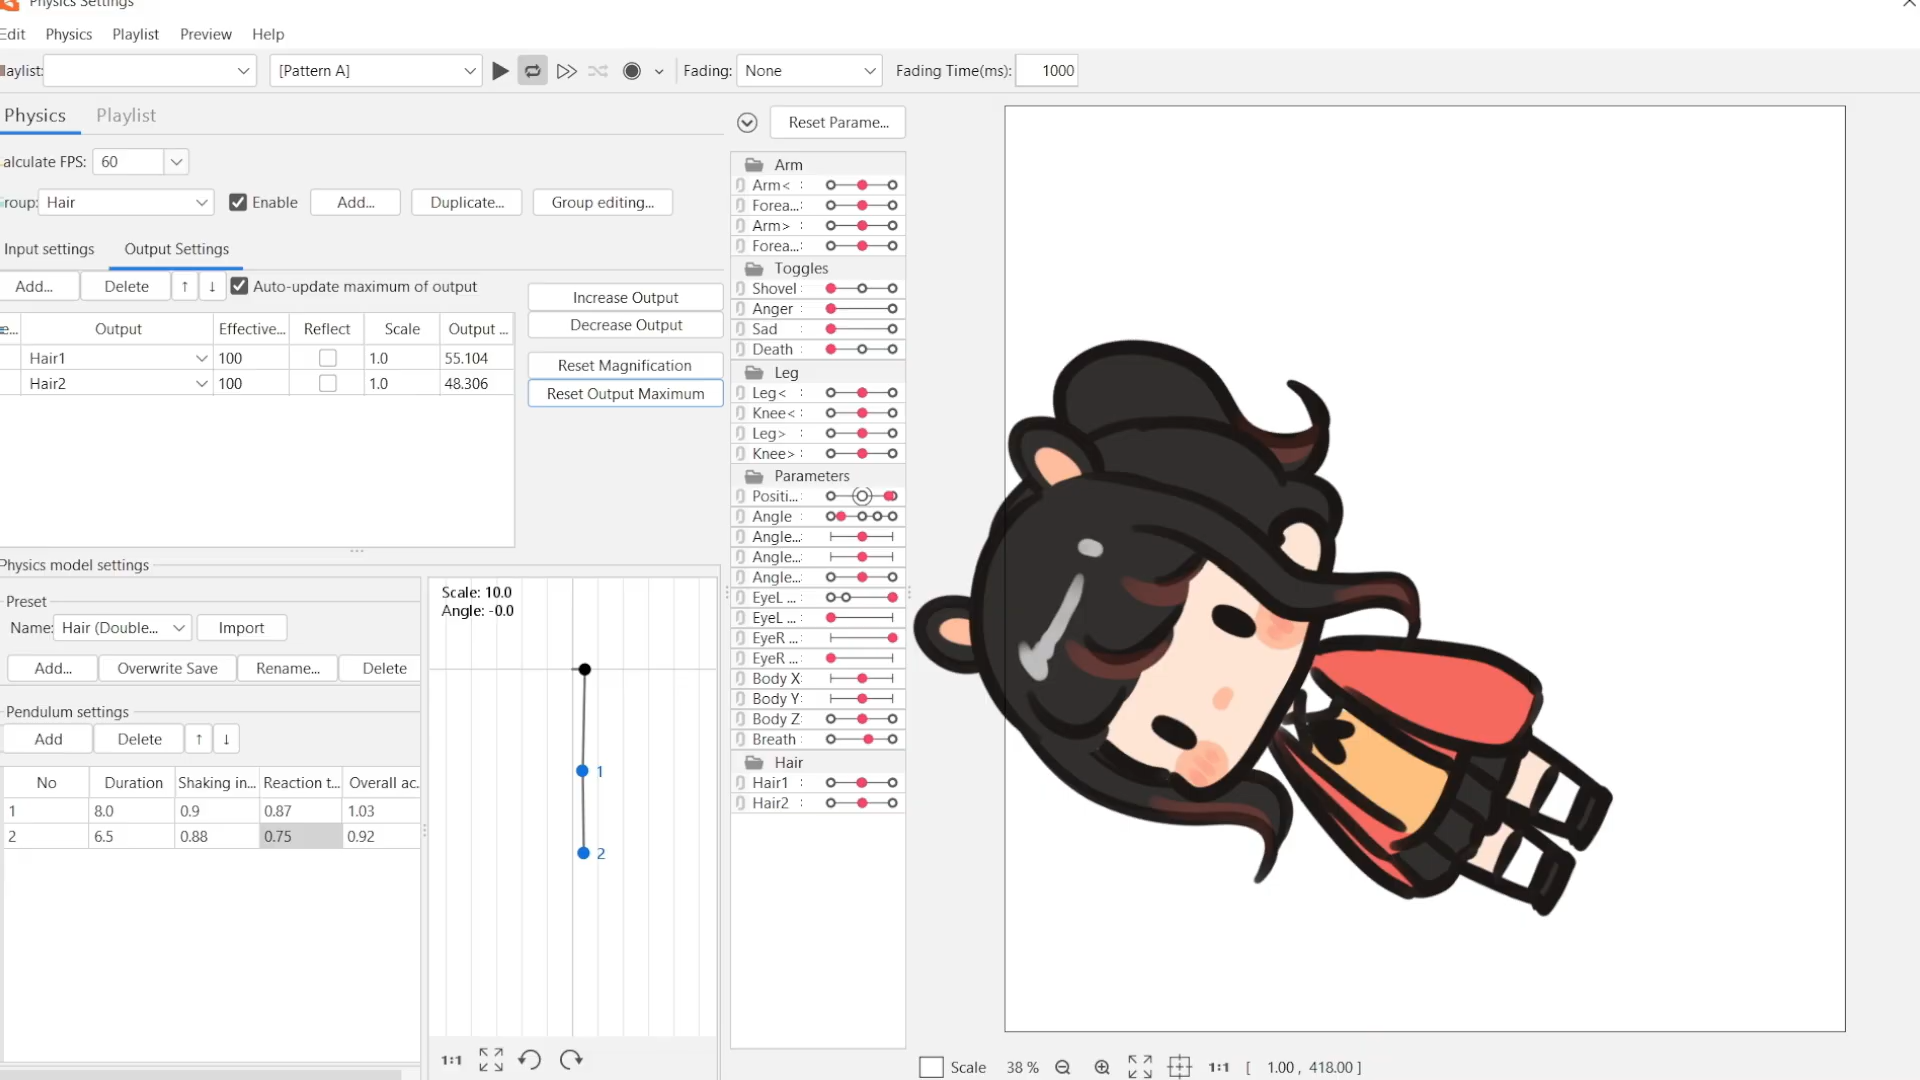 Physics Settings
Edit Physics Playlist Preview Help
aylist: [Pattern A] Fading: None Fading Time(ms): 1000
Physics Playlist
alculate FPS: 60
roup: Hair Enable Add... Duplicate... Group editing...
Input settings Output Settings
Add... Delete ↑ ↓ Auto-update maximum of output
Increase Output
Decrease Output
Reset Magnification
Reset Output Maximum
e... Output Effective... Reflect Scale Output ...
Hair1 100 1.0 55.104
Hair2 100 1.0 48.306
Physics model settings
Preset
Name: Hair (Double... Import
Add... Overwrite Save Rename... Delete
Pendulum settings
Add Delete ↑ ↓
No Duration Shaking in... Reaction t... Overall ac.
1 8.0 0.9 0.87 1.03
2 6.5 0.88 0.75 0.92
Scale: 10.0
Angle: -0.0
1
2
1:1
Reset Parame...
Arm
Arm< :
Forea... :
Arm> :
Forea... :
Toggles
Shovel :
Anger :
Sad :
Death :
Leg
Leg< :
Knee< :
Leg> :
Knee> :
Parameters
Positi... :
Angle :
Angle... :
Angle... :
Angle... :
EyeL ... :
EyeL ... :
EyeR ... :
EyeR ... :
Body X :
Body Y :
Body Z :
Breath :
Hair
Hair1 :
Hair2 :
Scale 38 % 1:1 [ 1.00 , 418.00 ]